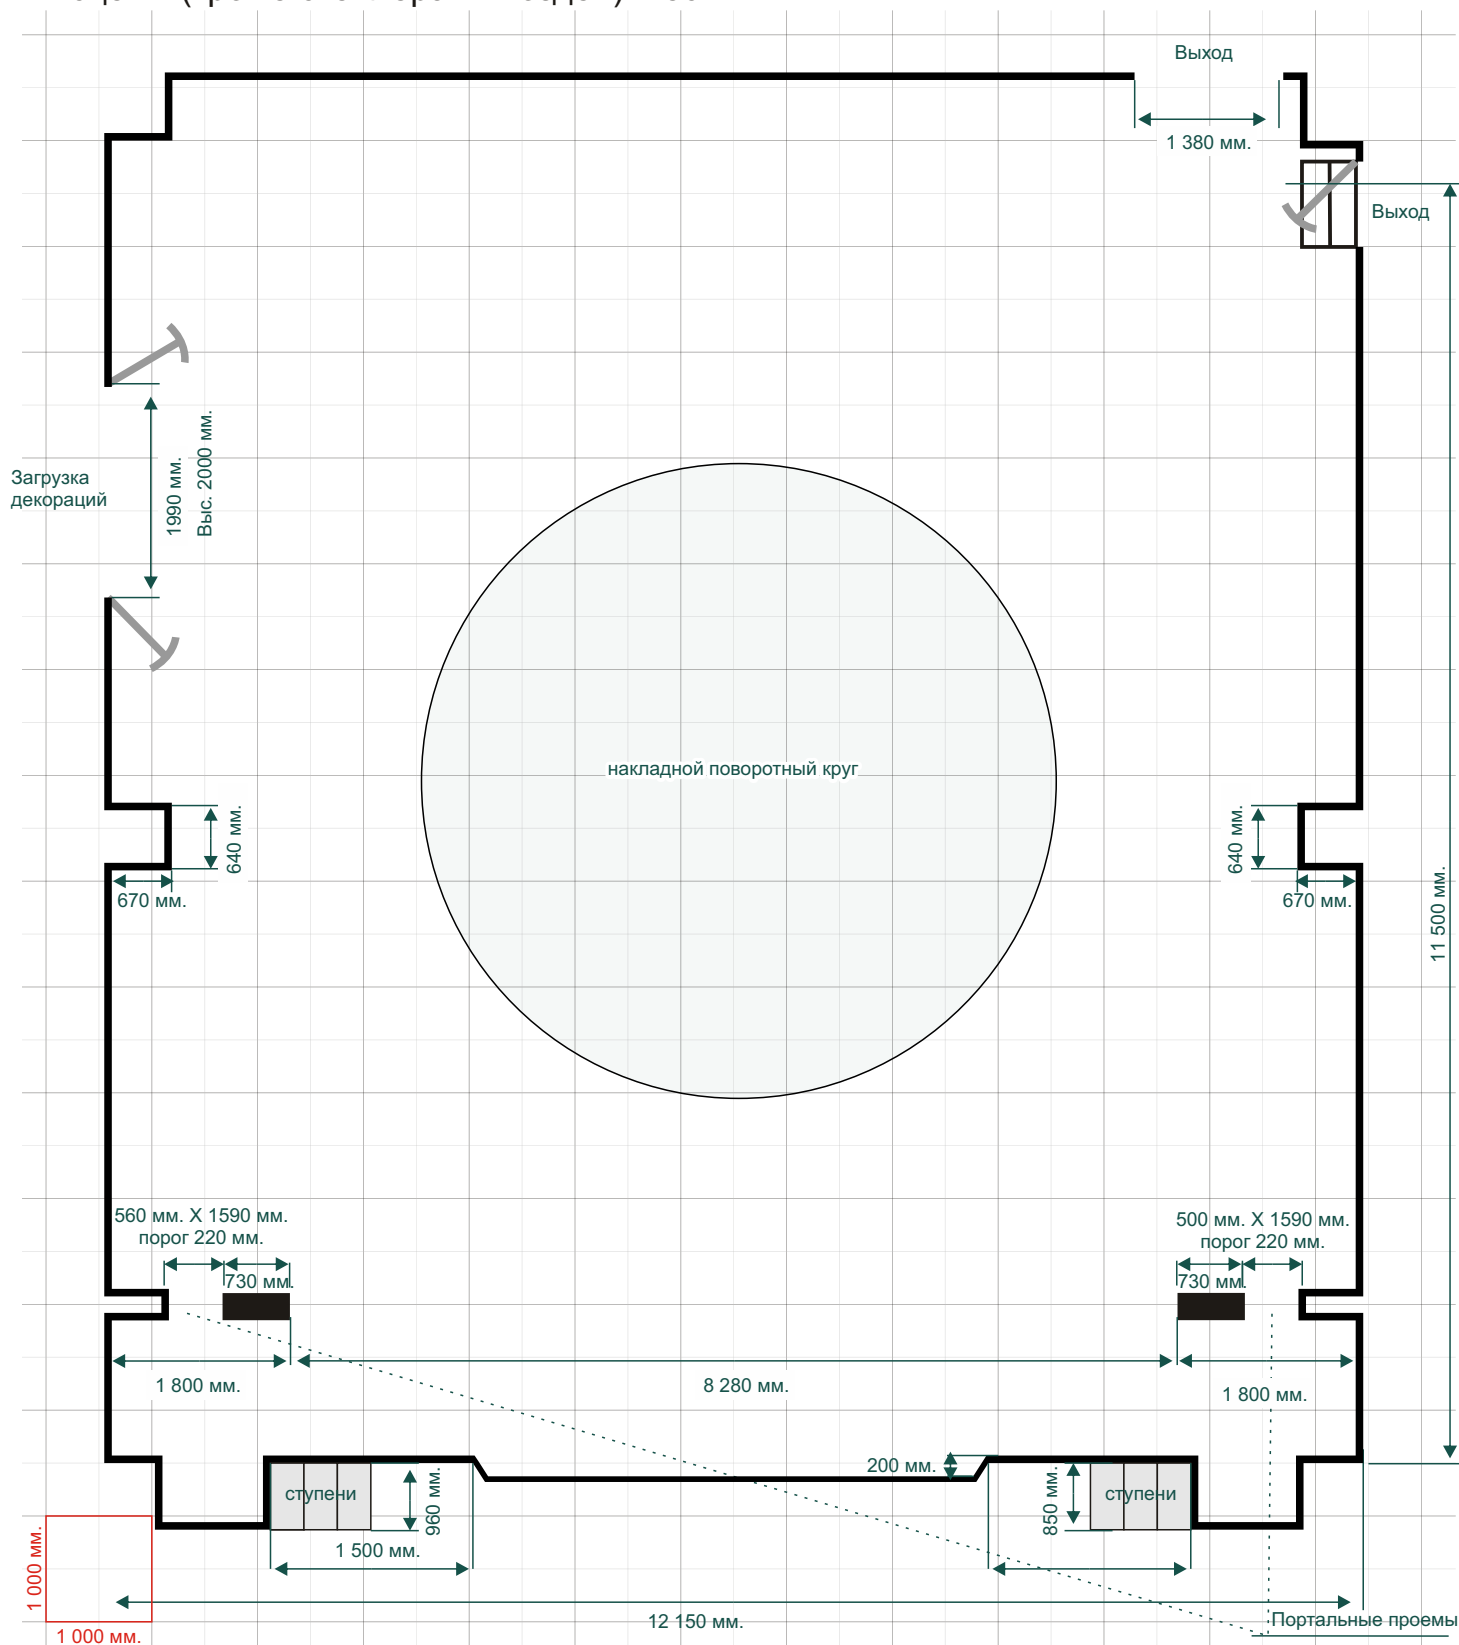 Выход
1 380 мм.
Выход
Загрузка
декораций
1990 мм.
Выс. 2000 мм.
накладной поворотный круг
640 мм.
670 мм.
640 мм.
670 мм.
11 500 мм.
560 мм. X 1590 мм.
порог 220 мм.
730 мм.
500 мм. X 1590 мм.
порог 220 мм.
730 мм.
1 800 мм.
8 280 мм.
1 800 мм.
200 мм.
ступени
960 мм.
850 мм.
ступени
1 500 мм.
1 000 мм.
1 000 мм.
12 150 мм.
Портальные проемы